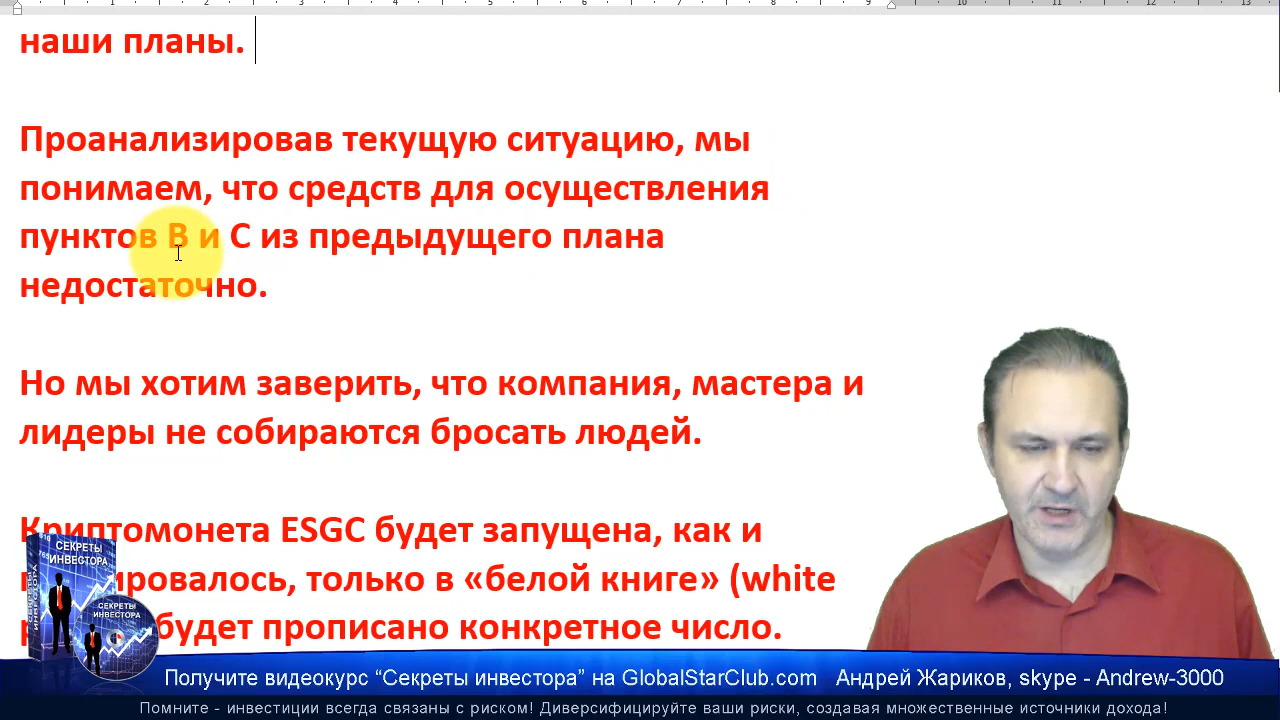 наши планы.
Проанализировав текущую ситуацию, мы
понимаем, что средств для осуществления
пунктов В и С из предыдущего плана
недостаточно.
Но мы хотим заверить, что компания, мастера и
лидеры не собираются бросать людей.
Криптомонета ESGC будет запущена, как и
только в «белой книге» (white
будет прописано конкретное число.
СЕКРЕТЫ
ИНВЕСТОРА
СЕКРЕТЫ
ИНВЕСТОРА
Получите видеокурс “Секреты инвестора” на GlobalStarClub.com Андрей Жариков, skype - Andrew-3000
Помните - инвестиции всегда связаны с риском! Диверсифицируйте ваши риски, создавая множественные источники дохода!